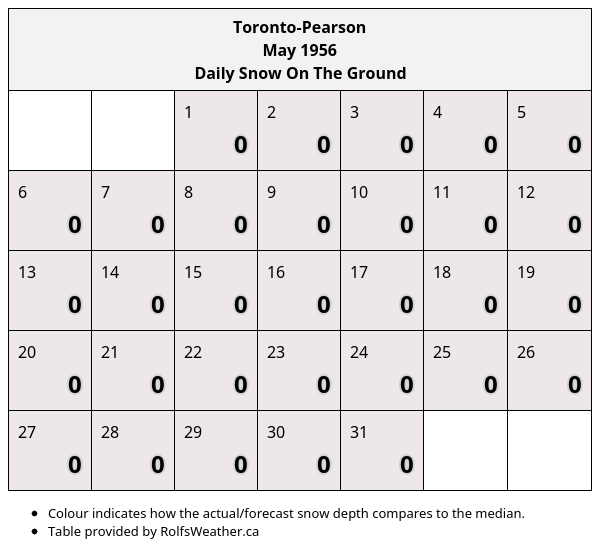 Toronto-Pearson
May 1956
Daily Snow On The Ground
1 2 3 4 5
0 0 0 0 0
6 7 8 9 10 11 12
0 0 0 0 0 0 0
13 14 15 16 17 18 19
0 0 0 0 0 0 0
20 21 22 23 24 25 26
0 0 0 0 0 0 0
27 28 29 30 31
0 0 0 0 0
• Colour indicates how the actual/forecast snow depth compares to the median.
• Table provided by RolfsWeather.ca